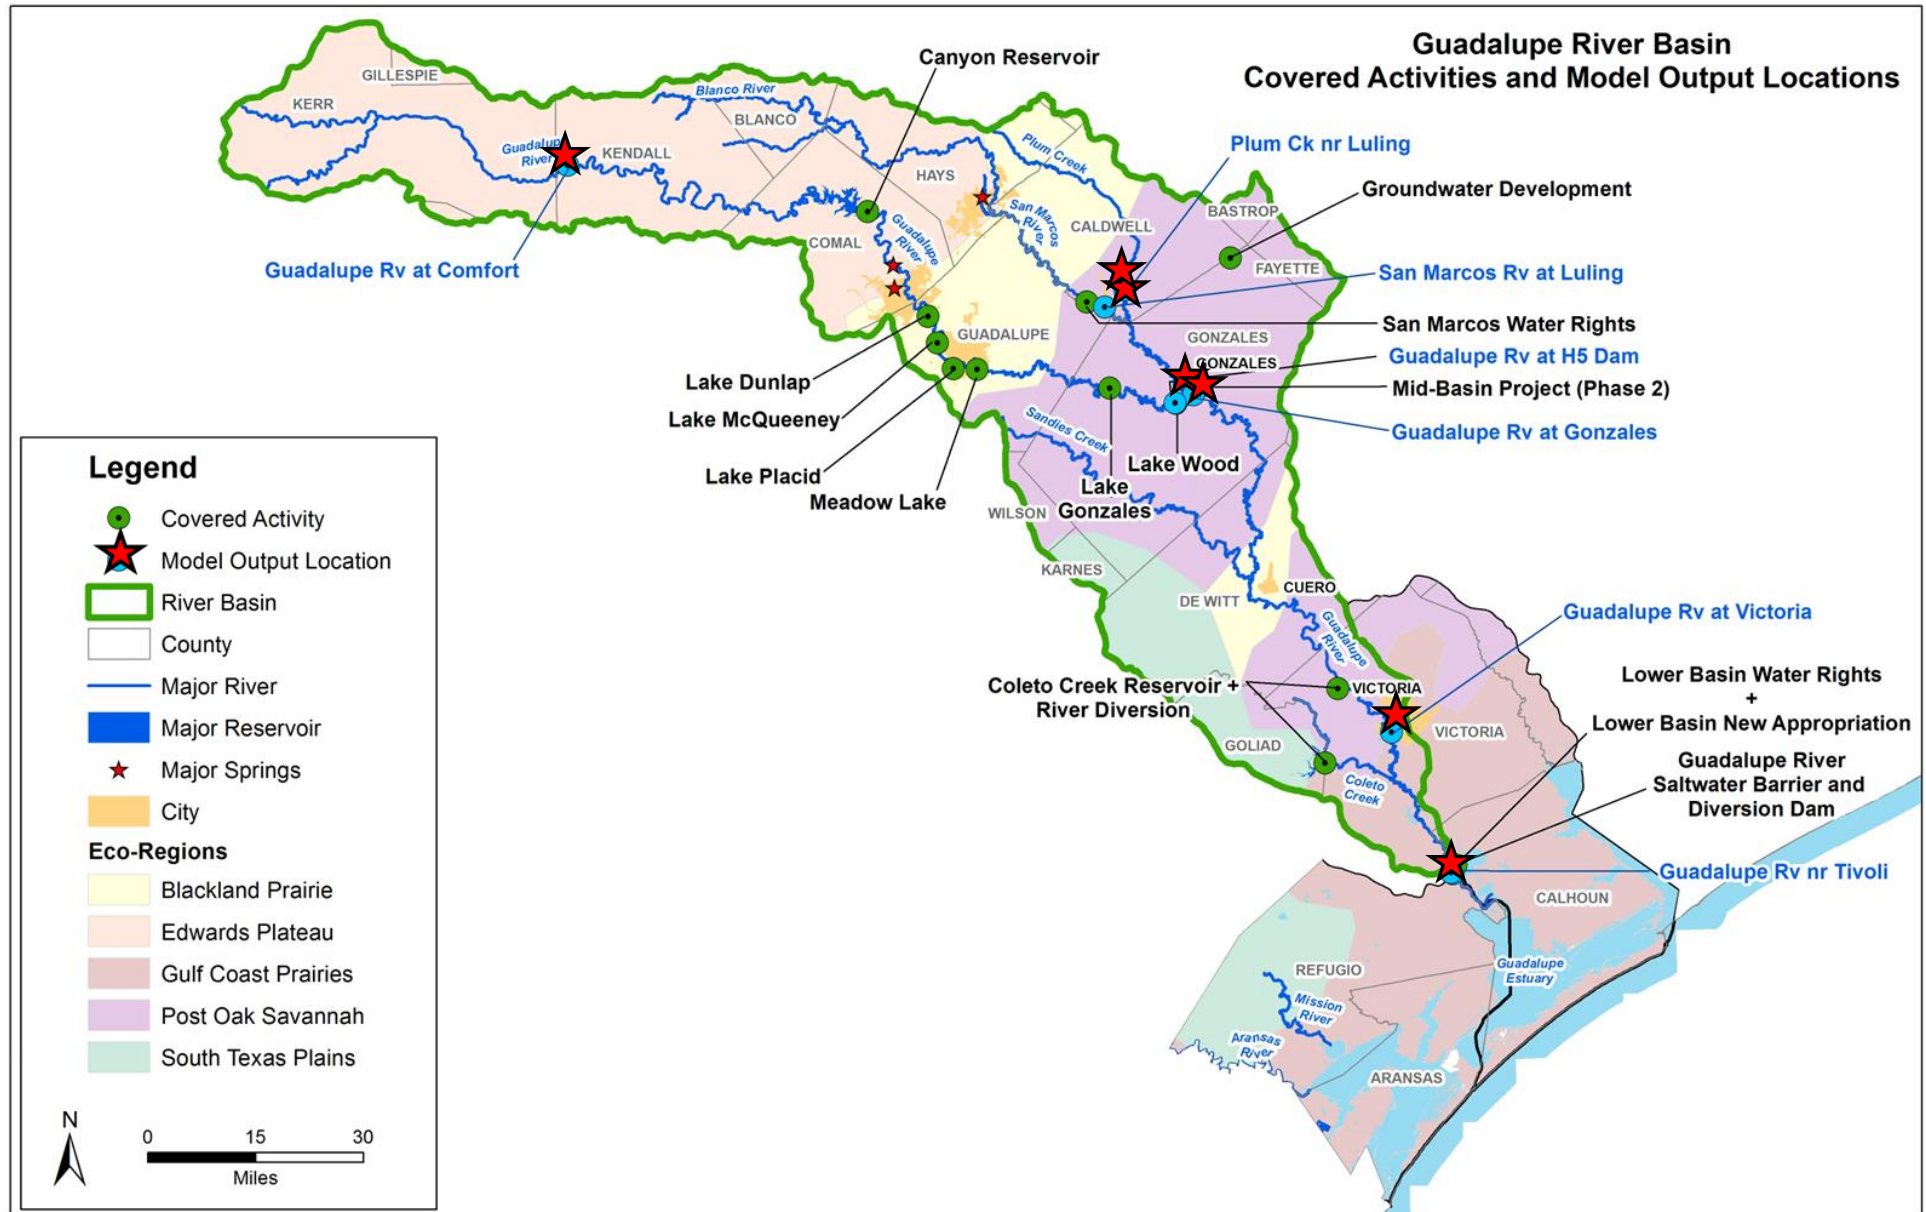 Guadalupe River Basin
Covered Activities and Model Output Locations
Canyon Reservoir
GILLESPIE
KERR
Blanco River
BLANCO
Guadalupe
River
KENDALL
HAYS
Plum Creek
Plum Ck nr Luling
Groundwater Development
BASTROP
San Marcos
River
CALDWELL
COMAL
Guadalupe
River
FAYETTE
Guadalupe Rv at Comfort
San Marcos Rv at Luling
San Marcos Water Rights
GUADALUPE
GONZALES
GONZALES
Guadalupe Rv at H5 Dam
Mid-Basin Project (Phase 2)
Lake Dunlap
Lake McQueeney
Guadalupe Rv at Gonzales
Sandies Creek
Lake Placid
Meadow Lake
Lake Wood
Lake
Gonzales
WILSON
KARNES
DE WITT
CUERO
Guadalupe
River
Guadalupe Rv at Victoria
Coleto Creek Reservoir +
River Diversion
VICTORIA
VICTORIA
Lower Basin Water Rights
+
Lower Basin New Appropriation
GOLIAD
Coleto
Creek
Guadalupe River
Saltwater Barrier and
Diversion Dam
Guadalupe Rv nr Tivoli
CALHOUN
REFUGIO
Guadalupe
Estuary
Mission
River
Aransas
River
ARANSAS
Legend
Covered Activity
Model Output Location
River Basin
County
Major River
Major Reservoir
Major Springs
City
Eco-Regions
Blackland Prairie
Edwards Plateau
Gulf Coast Prairies
Post Oak Savannah
South Texas Plains
N
0 15 30
Miles